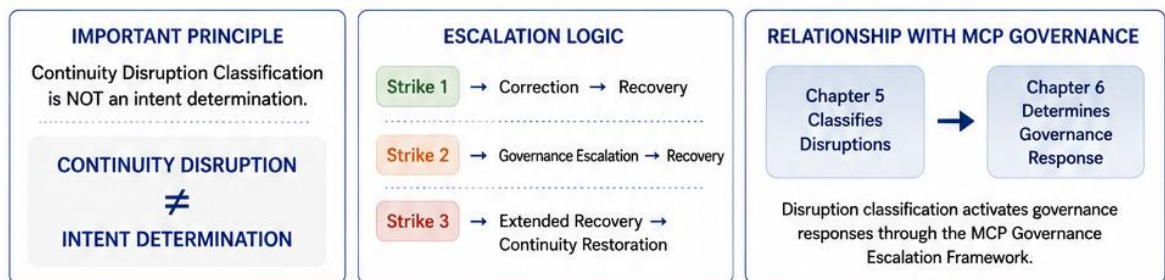 IMPORTANT PRINCIPLE
Continuity Disruption Classification
is NOT an intent determination.
CONTINUITY DISRUPTION
≠
INTENT DETERMINATION
ESCALATION LOGIC
Strike 1 → Correction → Recovery
Strike 2 → Governance Escalation → Recovery
Strike 3 → Extended Recovery →
Continuity Restoration
RELATIONSHIP WITH MCP GOVERNANCE
Chapter 5
Classifies
Disruptions
→
Chapter 6
Determines
Governance
Response
Disruption classification activates governance
responses through the MCP Governance
Escalation Framework.